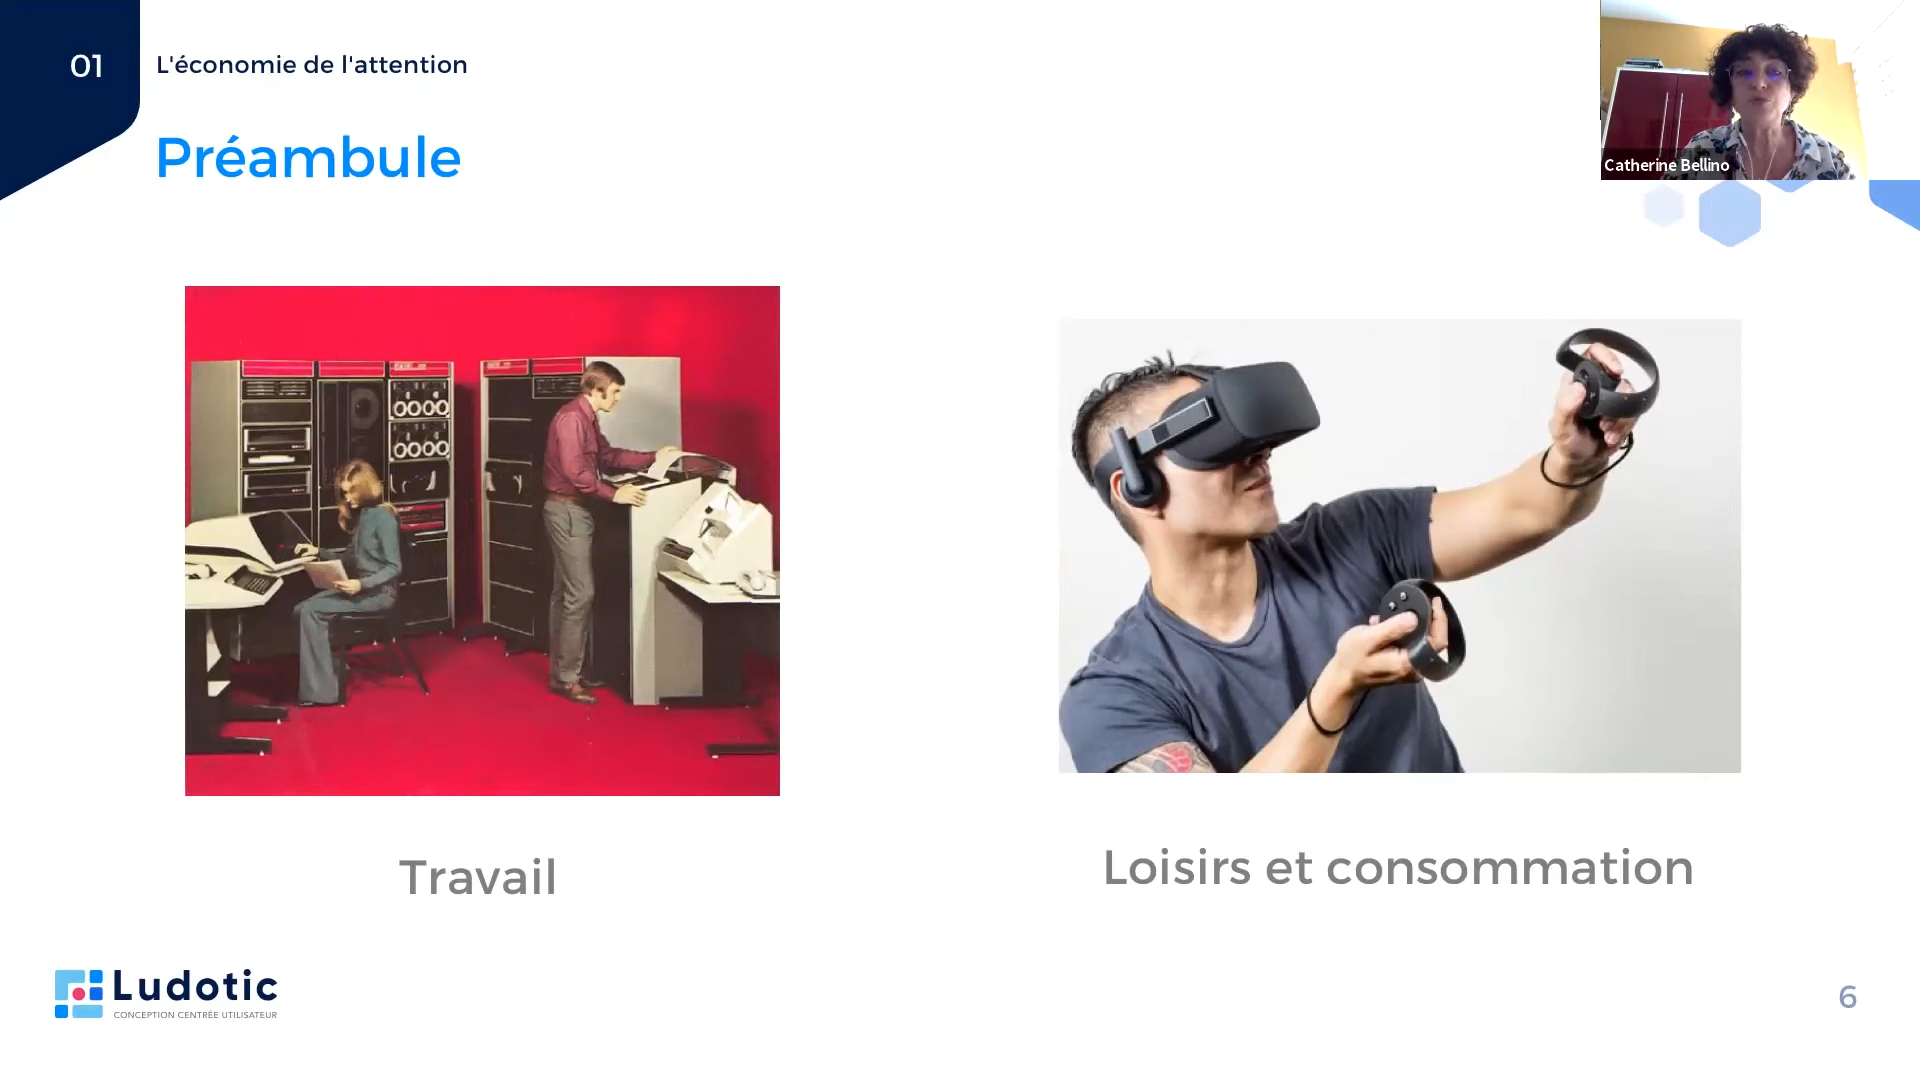 01
L'économie de l'attention
Préambule
Catherine Bellino
Travail
Loisirs et consommation
Ludotic
CONCEPTION CENTRÉE UTILISATEUR
6